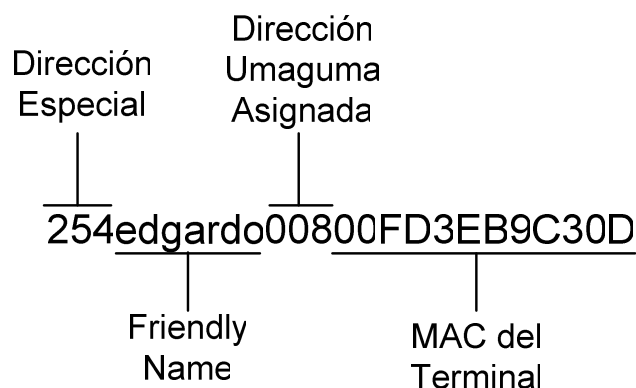 Dirección
Especial
Dirección
Umaguma
Asignada
254edgardo00800FD3EB9C30D
Friendly
Name
MAC del
Terminal